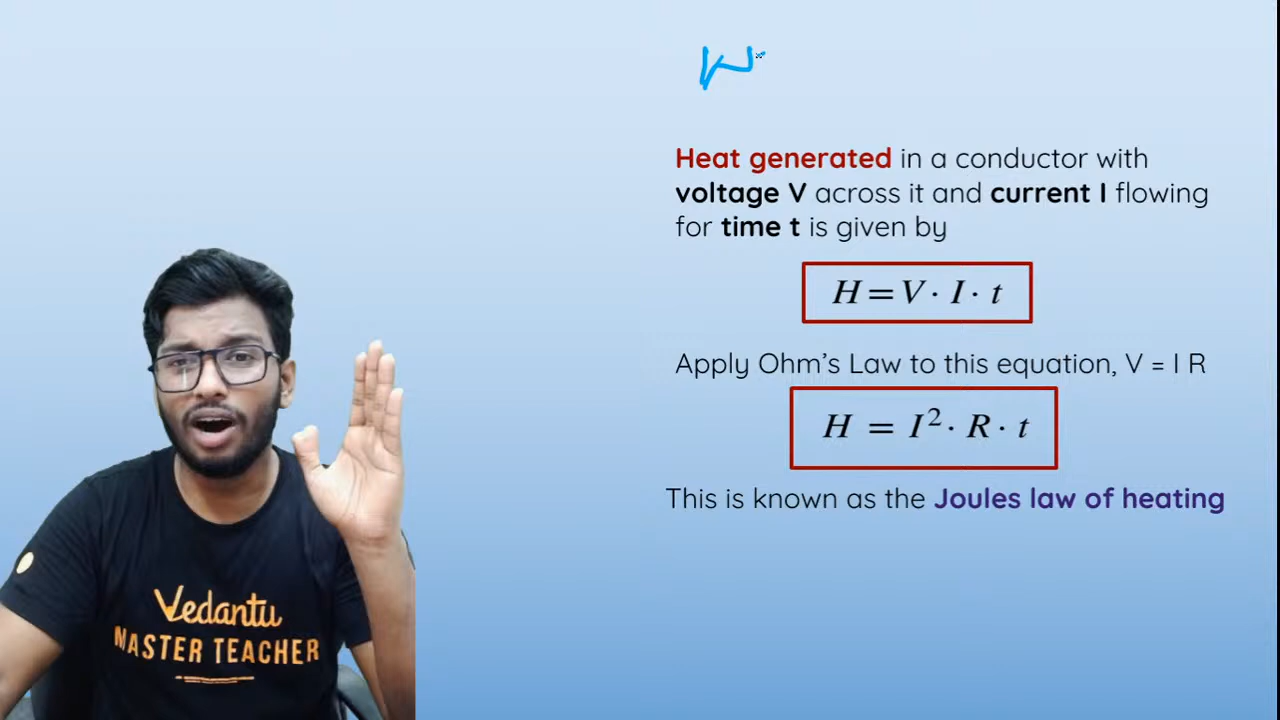 Heat generated in a conductor with
voltage V across it and current I flowing
for time t is given by
H = V · I · t
Apply Ohm’s Law to this equation, V = I R
H = I² · R · t
This is known as the Joules law of heating
Vedantu
MASTER TEACHER